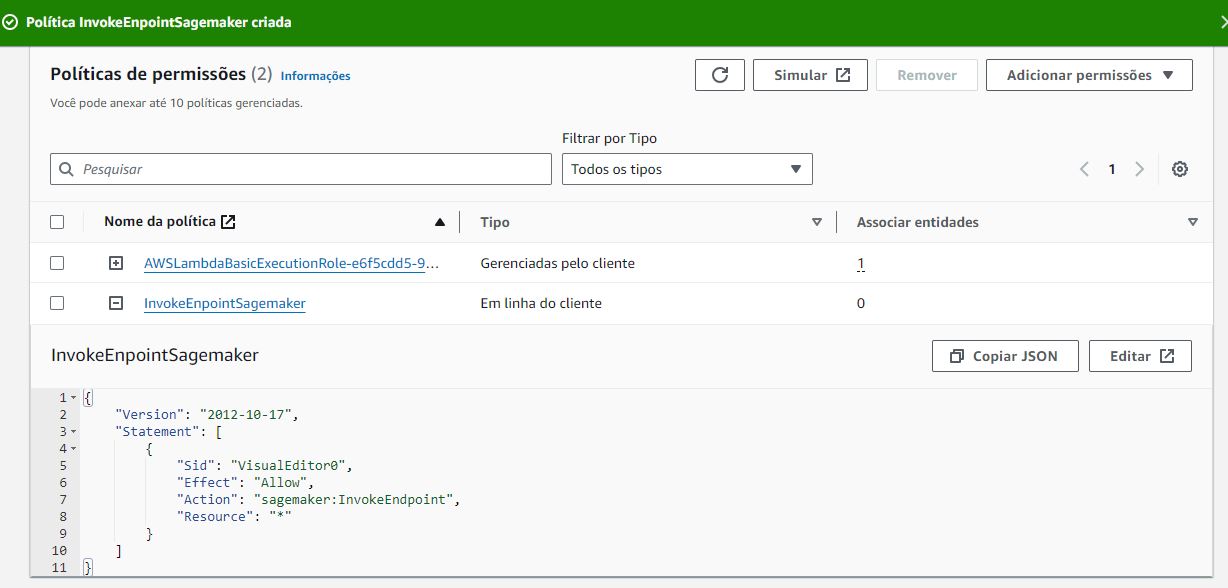 Política InvokeEnpointSagemaker criada
Políticas de permissões (2) Informações
Simular
Remover
Adicionar permissões
Você pode anexar até 10 políticas gerenciadas.
Filtrar por Tipo
Pesquisar
Todos os tipos
1
Nome da política
Tipo
Associar entidades
AWSLambdaBasicExecutionRole-e6f5cdd5-9... Gerenciadas pelo cliente 1
InvokeEnpointSagemaker Em linha do cliente 0
InvokeEnpointSagemaker
Copiar JSON
Editar
1 {
2 "Version": "2012-10-17",
3 "Statement": [
4 {
5 "Sid": "VisualEditor0",
6 "Effect": "Allow",
7 "Action": "sagemaker:InvokeEndpoint",
8 "Resource": "*"
9 }
10 ]
11 }